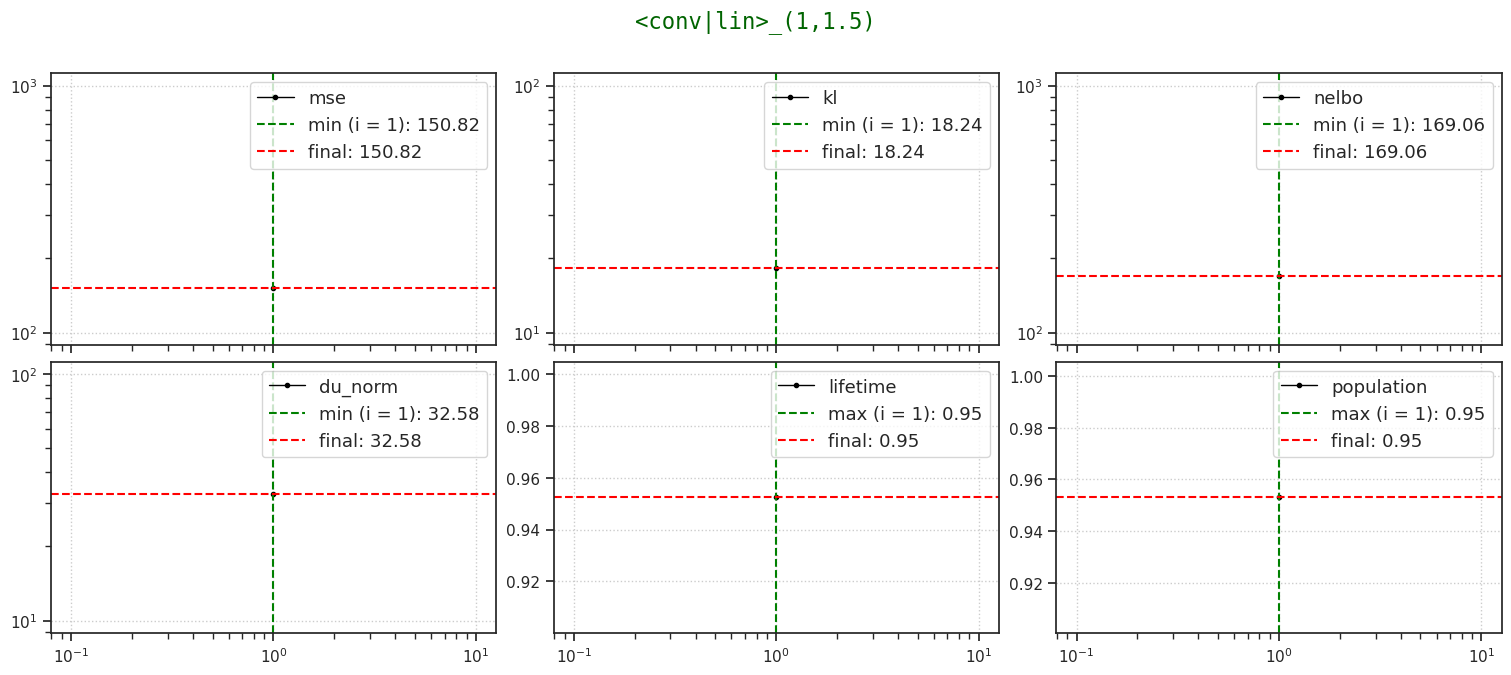 <conv|lin>_(1,1.5)
10³
10²
mse
min (i = 1): 150.82
final: 150.82
10²
10¹
kl
min (i = 1): 18.24
final: 18.24
10³
10²
nelbo
min (i = 1): 169.06
final: 169.06
10²
10¹
du_norm
min (i = 1): 32.58
final: 32.58
10⁻¹ 10⁰ 10¹
1.00
0.98
0.96
0.94
0.92
lifetime
max (i = 1): 0.95
final: 0.95
10⁻¹ 10⁰ 10¹
1.00
0.98
0.96
0.94
0.92
population
max (i = 1): 0.95
final: 0.95
10⁻¹ 10⁰ 10¹